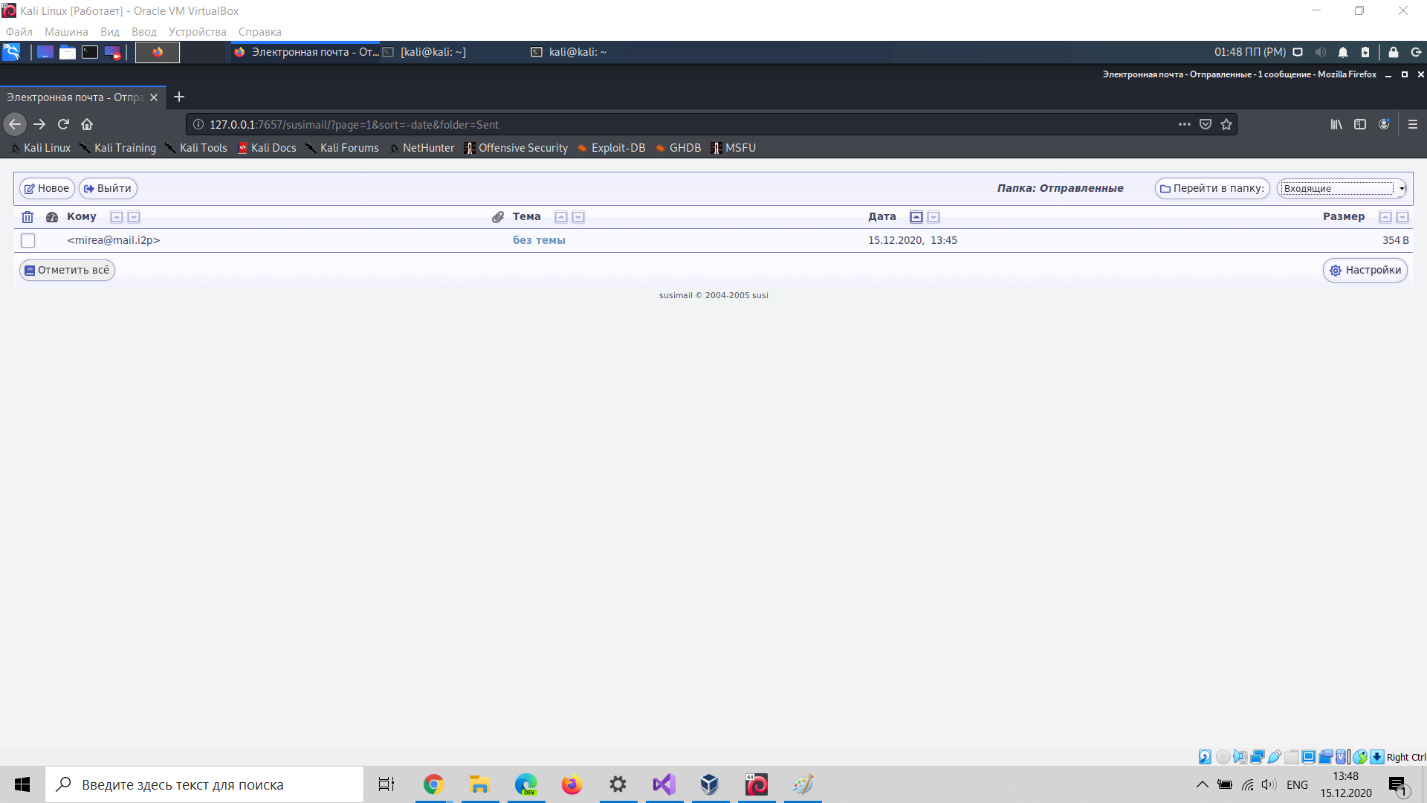 Kali Linux [Работает] - Oracle VM VirtualBox
Файл Машина Вид Ввод Устройства Справка
Электронная почта - От... [kali@kali: ~] kali@kali: ~ 01:48 ПП (PM)
Электронная почта - Отправленные - 1 сообщение - Mozilla Firefox
Электронная почта - Отпра
127.0.0.1:7657/susimail/?page=1&sort=-date&folder=Sent
Kali Linux Kali Training Kali Tools Kali Docs Kali Forums NetHunter Offensive Security Exploit-DB GHDB MSFU
Новое Выйти Папка: Отправленные Перейти в папку: Входящие
Кому Тема Дата Размер
<mirea@mail.i2p> без темы 15.12.2020, 13:45 354 B
Отметить всё Настройки
susimail © 2004-2005 susi
Right Ctrl
Введите здесь текст для поиска DEV 64 ENG 13:48
15.12.2020 1